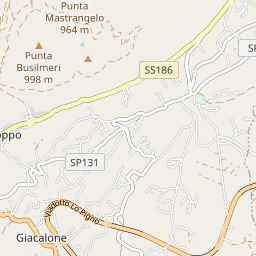 Punta
Mastrangelo
964 m
Punta
Busilmeri
998 m
SS186
SP
oppo
SP131
Viadotto Lo Pigno
Giacalone